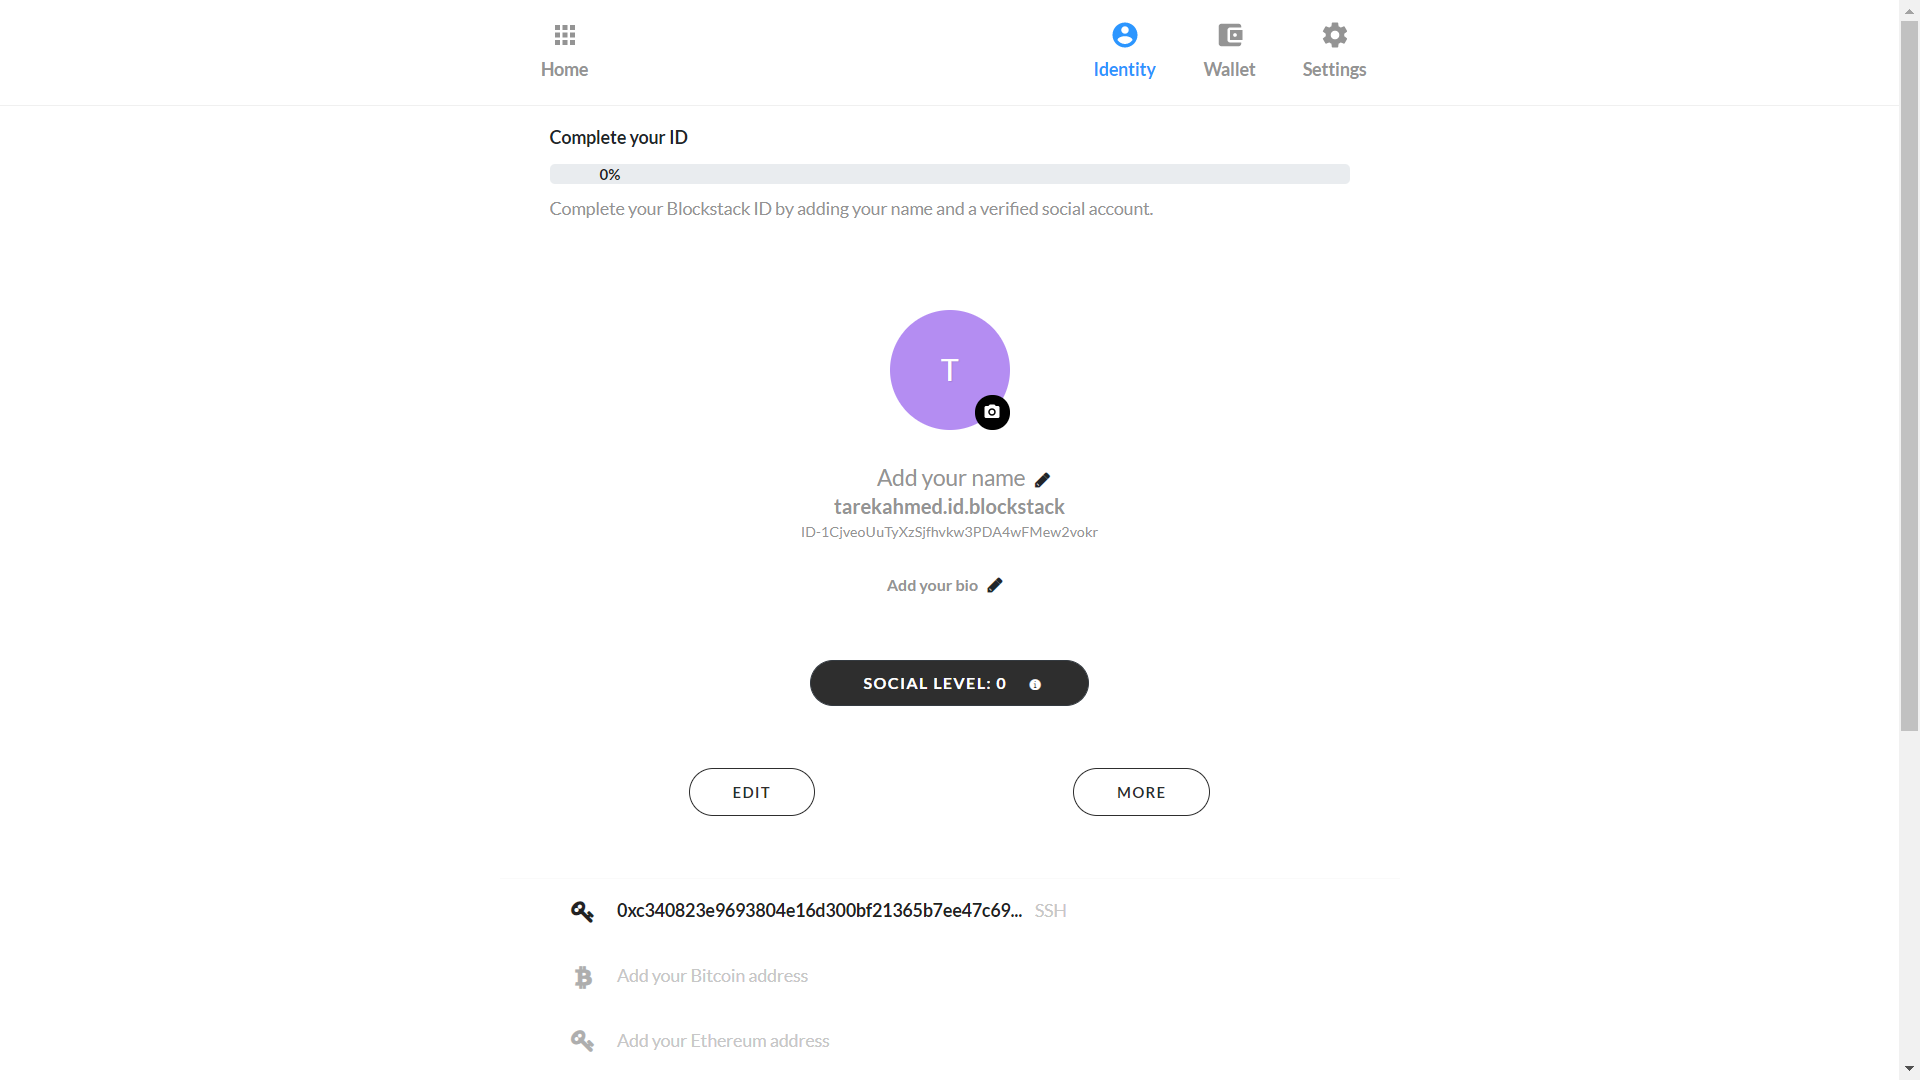 Home
Identity
Wallet
Settings
Complete your ID
0%
Complete your Blockstack ID by adding your name and a verified social account.
T
Add your name
tarekahmed.id.blockstack
ID-1CjveoUuTyXzSjfhvkw3PDA4wFMew2vokr
Add your bio
SOCIAL LEVEL: 0
EDIT
MORE
0xc340823e9693804e16d300bf21365b7ee47c69... SSH
Add your Bitcoin address
Add your Ethereum address